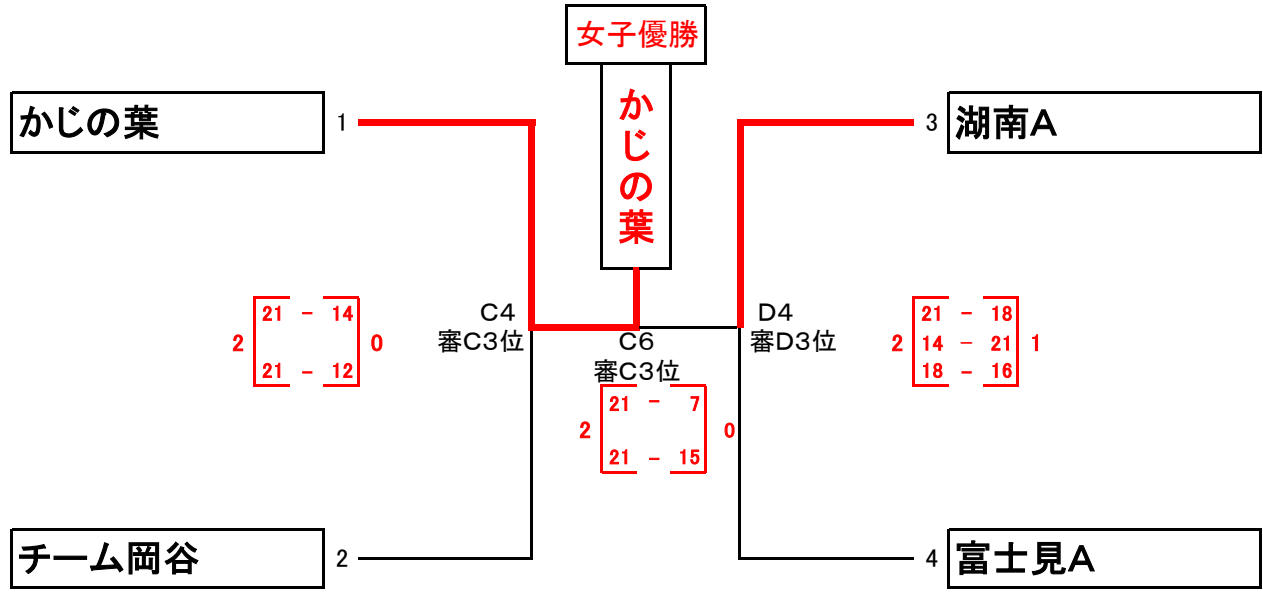 女子優勝
かじの葉
かじの葉 1
3 湖南A
C4
審C3位
C6
審C3位
D4
審D3位
21 - 14
2 0
21 - 12
21 - 18
2 14 - 21 1
18 - 16
21 - 7
2 0
21 - 15
チーム岡谷 2
4 富士見A